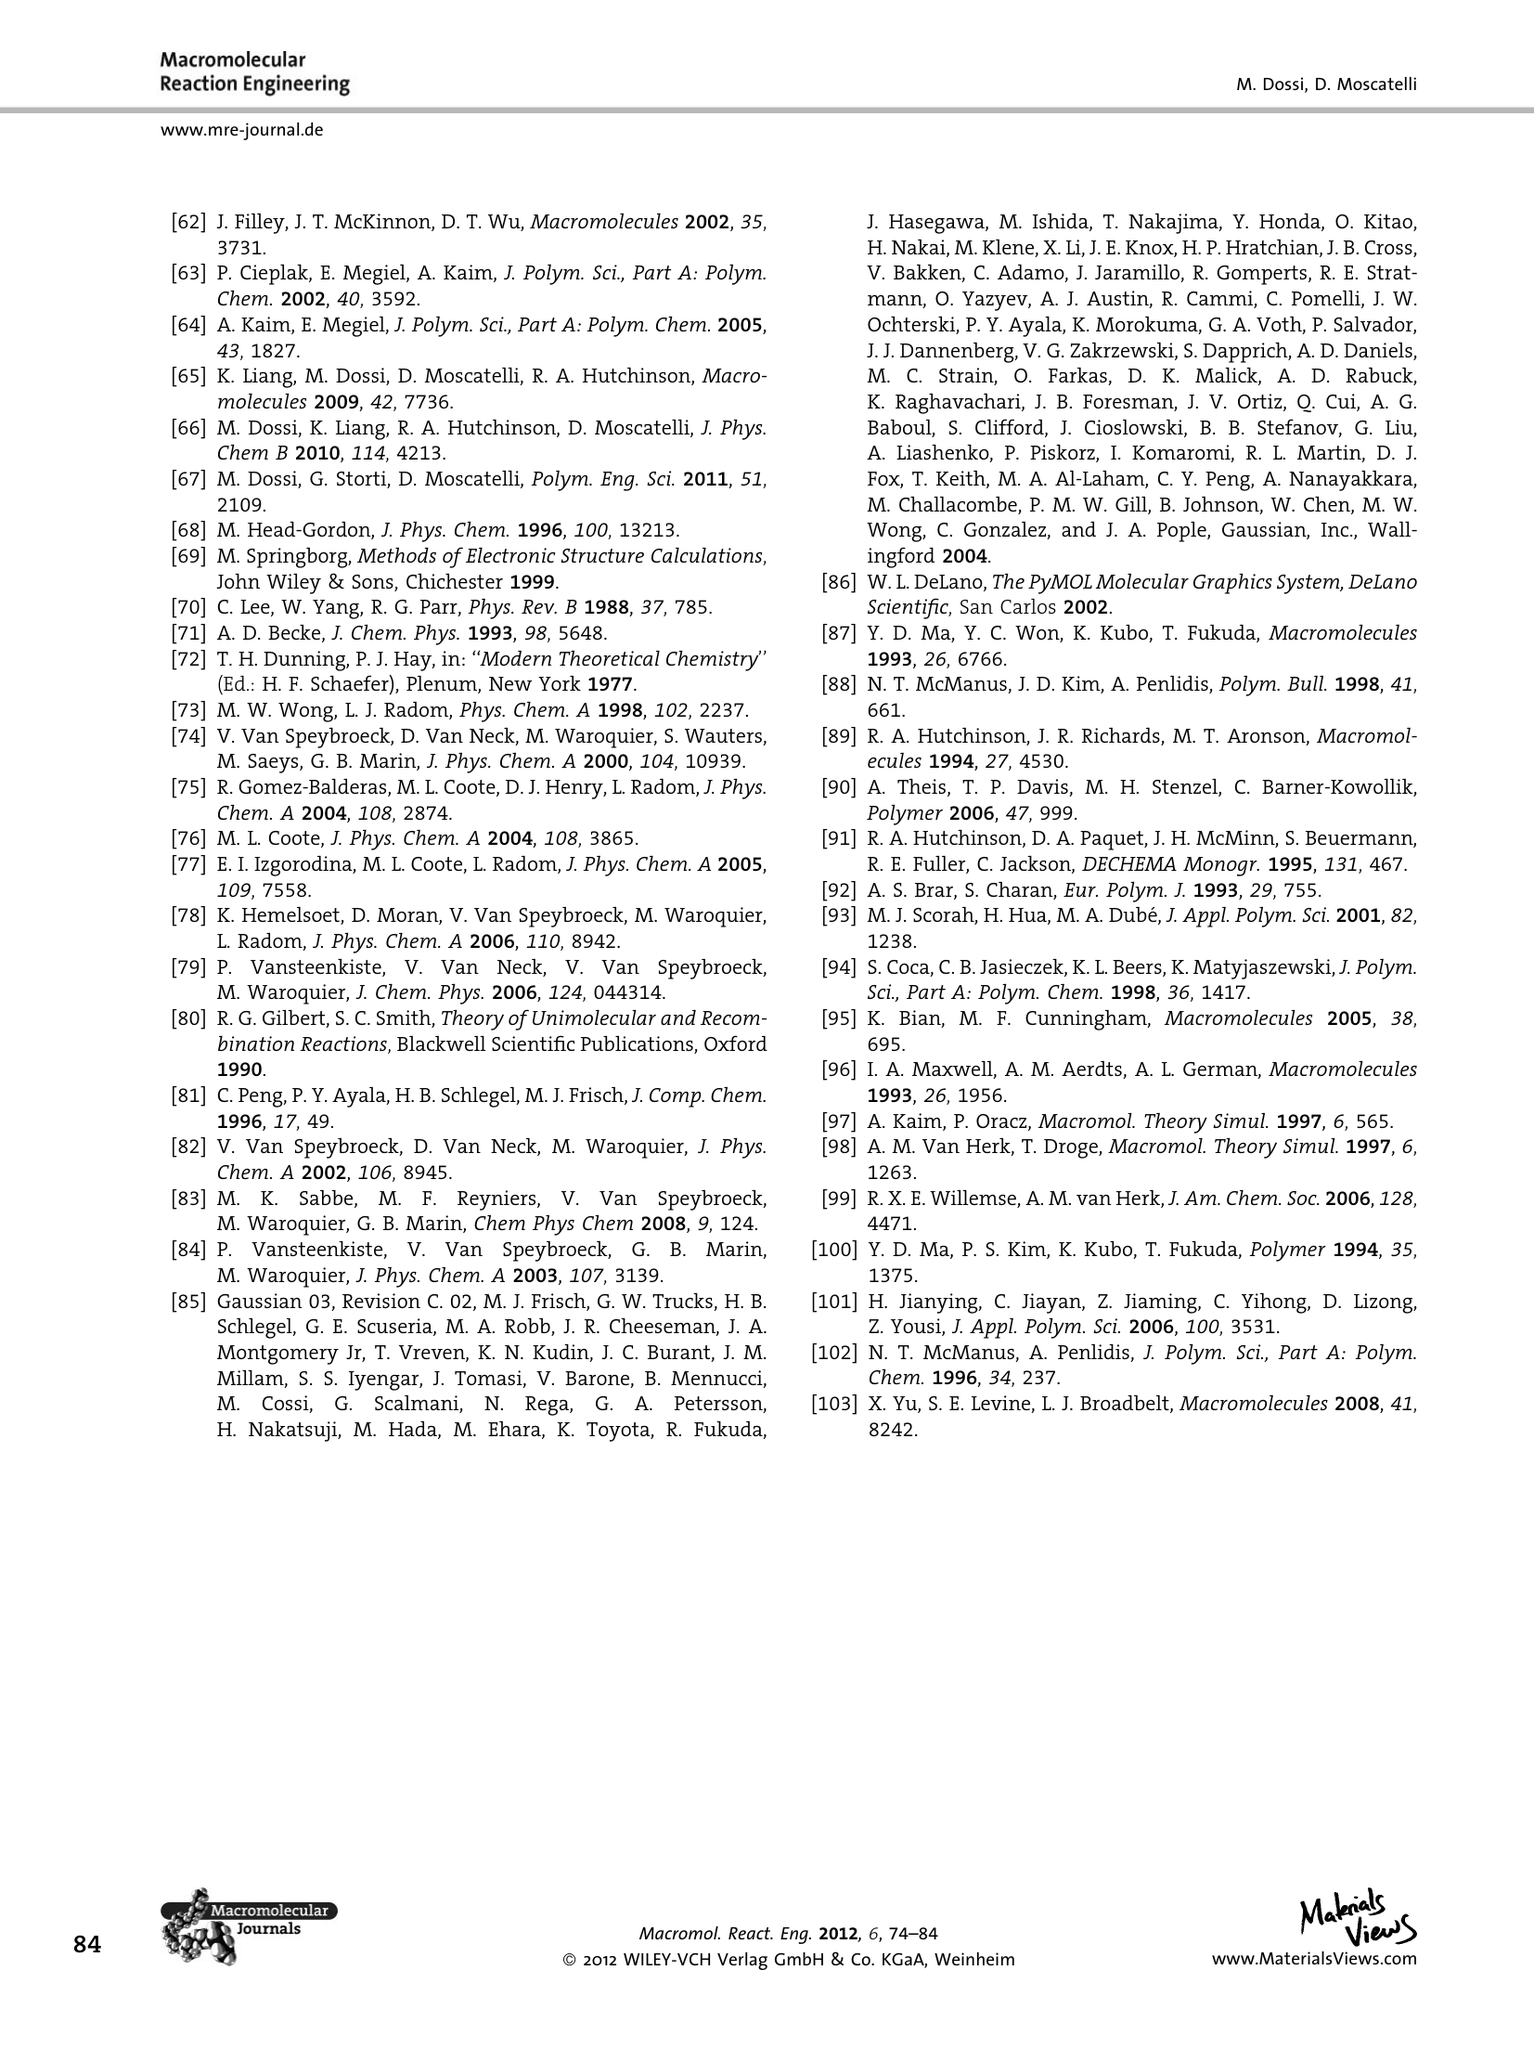 Macromolecular
Reaction Engineering
M. Dossi, D. Moscatelli
www.mre-journal.de
[62] J. Filley, J. T. McKinnon, D. T. Wu, Macromolecules 2002, 35,
3731.
[63] P. Cieplak, E. Megiel, A. Kaim, J. Polym. Sci., Part A: Polym.
Chem. 2002, 40, 3592.
[64] A. Kaim, E. Megiel, J. Polym. Sci., Part A: Polym. Chem. 2005,
43, 1827.
[65] K. Liang, M. Dossi, D. Moscatelli, R. A. Hutchinson, Macro-
molecules 2009, 42, 7736.
[66] M. Dossi, K. Liang, R. A. Hutchinson, D. Moscatelli, J. Phys.
Chem B 2010, 114, 4213.
[67] M. Dossi, G. Storti, D. Moscatelli, Polym. Eng. Sci. 2011, 51,
2109.
[68] M. Head-Gordon, J. Phys. Chem. 1996, 100, 13213.
[69] M. Springborg, Methods of Electronic Structure Calculations,
John Wiley & Sons, Chichester 1999.
[70] C. Lee, W. Yang, R. G. Parr, Phys. Rev. B 1988, 37, 785.
[71] A. D. Becke, J. Chem. Phys. 1993, 98, 5648.
[72] T. H. Dunning, P. J. Hay, in: ‘‘Modern Theoretical Chemistry’’
(Ed.: H. F. Schaefer), Plenum, New York 1977.
[73] M. W. Wong, L. J. Radom, Phys. Chem. A 1998, 102, 2237.
[74] V. Van Speybroeck, D. Van Neck, M. Waroquier, S. Wauters,
M. Saeys, G. B. Marin, J. Phys. Chem. A 2000, 104, 10939.
[75] R. Gomez-Balderas, M. L. Coote, D. J. Henry, L. Radom, J. Phys.
Chem. A 2004, 108, 2874.
[76] M. L. Coote, J. Phys. Chem. A 2004, 108, 3865.
[77] E. I. Izgorodina, M. L. Coote, L. Radom, J. Phys. Chem. A 2005,
109, 7558.
[78] K. Hemelsoet, D. Moran, V. Van Speybroeck, M. Waroquier,
L. Radom, J. Phys. Chem. A 2006, 110, 8942.
[79] P. Vansteenkiste, V. Van Neck, V. Van Speybroeck,
M. Waroquier, J. Chem. Phys. 2006, 124, 044314.
[80] R. G. Gilbert, S. C. Smith, Theory of Unimolecular and Recom-
bination Reactions, Blackwell Scientific Publications, Oxford
1990.
[81] C. Peng, P. Y. Ayala, H. B. Schlegel, M. J. Frisch, J. Comp. Chem.
1996, 17, 49.
[82] V. Van Speybroeck, D. Van Neck, M. Waroquier, J. Phys.
Chem. A 2002, 106, 8945.
[83] M. K. Sabbe, M. F. Reyniers, V. Van Speybroeck,
M. Waroquier, G. B. Marin, Chem Phys Chem 2008, 9, 124.
[84] P. Vansteenkiste, V. Van Speybroeck, G. B. Marin,
M. Waroquier, J. Phys. Chem. A 2003, 107, 3139.
[85] Gaussian 03, Revision C. 02, M. J. Frisch, G. W. Trucks, H. B.
Schlegel, G. E. Scuseria, M. A. Robb, J. R. Cheeseman, J. A.
Montgomery Jr, T. Vreven, K. N. Kudin, J. C. Burant, J. M.
Millam, S. S. Iyengar, J. Tomasi, V. Barone, B. Mennucci,
M. Cossi, G. Scalmani, N. Rega, G. A. Petersson,
H. Nakatsuji, M. Hada, M. Ehara, K. Toyota, R. Fukuda,
J. Hasegawa, M. Ishida, T. Nakajima, Y. Honda, O. Kitao,
H. Nakai, M. Klene, X. Li, J. E. Knox, H. P. Hratchian, J. B. Cross,
V. Bakken, C. Adamo, J. Jaramillo, R. Gomperts, R. E. Strat-
mann, O. Yazyev, A. J. Austin, R. Cammi, C. Pomelli, J. W.
Ochterski, P. Y. Ayala, K. Morokuma, G. A. Voth, P. Salvador,
J. J. Dannenberg, V. G. Zakrzewski, S. Dapprich, A. D. Daniels,
M. C. Strain, O. Farkas, D. K. Malick, A. D. Rabuck,
K. Raghavachari, J. B. Foresman, J. V. Ortiz, Q. Cui, A. G.
Baboul, S. Clifford, J. Cioslowski, B. B. Stefanov, G. Liu,
A. Liashenko, P. Piskorz, I. Komaromi, R. L. Martin, D. J.
Fox, T. Keith, M. A. Al-Laham, C. Y. Peng, A. Nanayakkara,
M. Challacombe, P. M. W. Gill, B. Johnson, W. Chen, M. W.
Wong, C. Gonzalez, and J. A. Pople, Gaussian, Inc., Wall-
ingford 2004.
[86] W. L. DeLano, The PyMOL Molecular Graphics System, DeLano
Scientific, San Carlos 2002.
[87] Y. D. Ma, Y. C. Won, K. Kubo, T. Fukuda, Macromolecules
1993, 26, 6766.
[88] N. T. McManus, J. D. Kim, A. Penlidis, Polym. Bull. 1998, 41,
661.
[89] R. A. Hutchinson, J. R. Richards, M. T. Aronson, Macromol-
ecules 1994, 27, 4530.
[90] A. Theis, T. P. Davis, M. H. Stenzel, C. Barner-Kowollik,
Polymer 2006, 47, 999.
[91] R. A. Hutchinson, D. A. Paquet, J. H. McMinn, S. Beuermann,
R. E. Fuller, C. Jackson, DECHEMA Monogr. 1995, 131, 467.
[92] A. S. Brar, S. Charan, Eur. Polym. J. 1993, 29, 755.
[93] M. J. Scorah, H. Hua, M. A. Dubé, J. Appl. Polym. Sci. 2001, 82,
1238.
[94] S. Coca, C. B. Jasieczek, K. L. Beers, K. Matyjaszewski, J. Polym.
Sci., Part A: Polym. Chem. 1998, 36, 1417.
[95] K. Bian, M. F. Cunningham, Macromolecules 2005, 38,
695.
[96] I. A. Maxwell, A. M. Aerdts, A. L. German, Macromolecules
1993, 26, 1956.
[97] A. Kaim, P. Oracz, Macromol. Theory Simul. 1997, 6, 565.
[98] A. M. Van Herk, T. Droge, Macromol. Theory Simul. 1997, 6,
1263.
[99] R. X. E. Willemse, A. M. van Herk, J. Am. Chem. Soc. 2006, 128,
4471.
[100] Y. D. Ma, P. S. Kim, K. Kubo, T. Fukuda, Polymer 1994, 35,
1375.
[101] H. Jianying, C. Jiayan, Z. Jiaming, C. Yihong, D. Lizong,
Z. Yousi, J. Appl. Polym. Sci. 2006, 100, 3531.
[102] N. T. McManus, A. Penlidis, J. Polym. Sci., Part A: Polym.
Chem. 1996, 34, 237.
[103] X. Yu, S. E. Levine, L. J. Broadbelt, Macromolecules 2008, 41,
8242.
84
Macromolecular
Journals
Macromol. React. Eng. 2012, 6, 74–84
© 2012 WILEY-VCH Verlag GmbH & Co. KGaA, Weinheim
Materials
Views
www.MaterialsViews.com